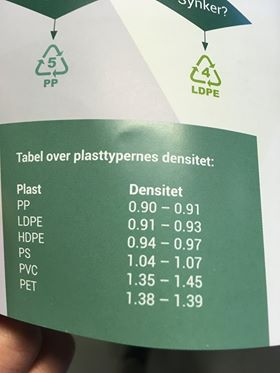 Synker?
5
PP
4
LDPE
Tabel over plasttypernes densitet:
Plast Densitet
PP 0.90 – 0.91
LDPE 0.91 – 0.93
HDPE 0.94 – 0.97
PS 1.04 – 1.07
PVC 1.35 – 1.45
PET 1.38 – 1.39